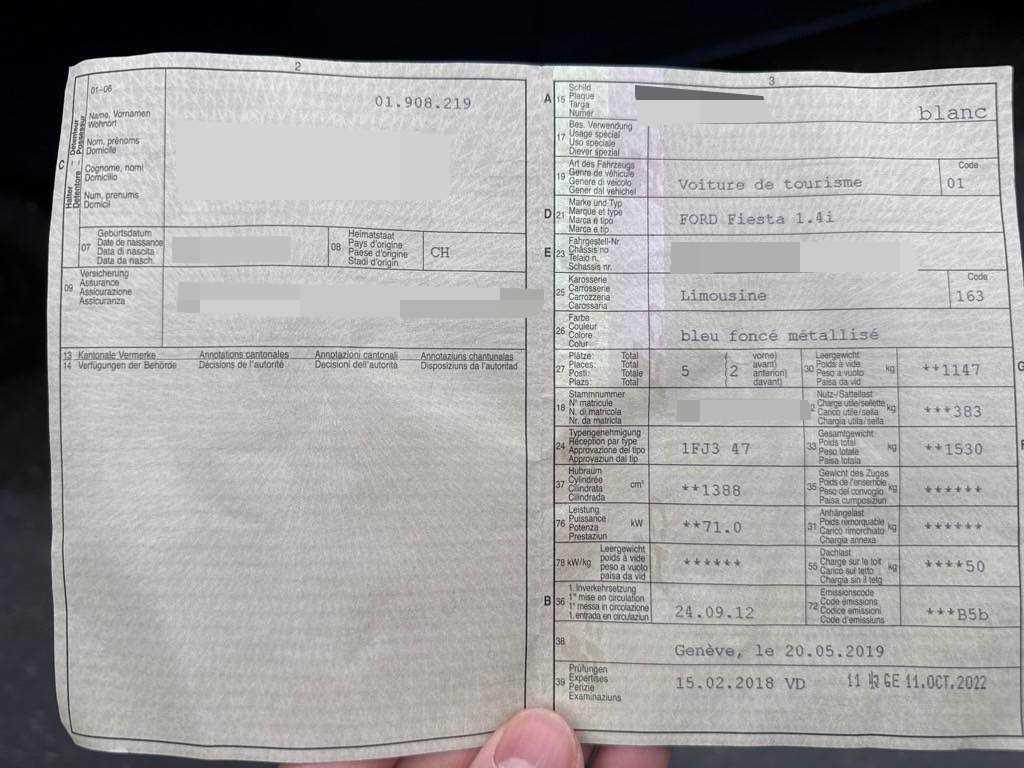 2
01-06
01.908.219
C
Halter Détenteur
Detentore Possessur
Name, Vornamen
Wohnort
Nom, prénoms
Domicile
Cognome, nomi
Domicilio
Num, prenums
Domicil
07
Geburtsdatum
Date de naissance
Data di nascita
Data da nasch.
08
Heimatstaat
Pays d'origine
Paese d'origine
Stadi d'origin
CH
09
Versicherung
Assurance
Assicurazione
Assicuranza
13 Kantonale Vermerke
14 Verfügungen der Behörde
Annotations cantonales
Décisions de l'autorité
Annotazioni cantonali
Decisioni dell'autorità
Annotaziuns chantunalas
Disposiziuns da l'autoritad
3
A 15
Schild
Plaque
Targa
Numer
blanc
17
Bes. Verwendung
Usage spécial
Uso speciale
Diever spezial
19
Art des Fahrzeugs
Genre de véhicule
Genere di veicolo
Gener dal vehichel
Voiture de tourisme
Code
01
D 21
Marke und Typ
Marque et type
Marca e tipo
Marca e tip
FORD Fiesta 1.4i
E 23
Fahrgestell-Nr.
Châssis no
Telaio n.
Schassis nr.
25
Karosserie
Carrosserie
Carrozzeria
Carossaria
Limousine
Code
163
26
Farbe
Couleur
Colore
Colur
bleu foncé métallisé
27
Plätze: Total
Places: Total
Posti: Totale
Plazs: Total
5
2
vorne)
avant)
anteriori)
davant)
30
Leergewicht
Poids à vide
Peso a vuoto
Paisa da vid
kg
**1147
G
18
Stammnummer
N° matricule
N. di matricola
Nr. da matricla
2
Nutz-/Sattellast
Charge utile/sellette
Carico utile/sella
Chargia utila/sella
kg
***383
24
Typengenehmigung
Réception par type
Approvazione del tipo
Approvaziun dal tip
1FJ3 47
33
Gesamtgewicht
Poids total
Peso totale
Paisa totala
kg
**1530
37
Hubraum
Cylindrée
Cilindrata
Cilindrada
cm³
**1388
35
Gewicht des Zuges
Poids de l'ensemble
Peso del convoglio
Paisa cumposiziun
kg
******
76
Leistung
Puissance
Potenza
Prestaziun
kW
**71.0
31
Anhängelast
Poids remorquable
Carico rimorchiato
Chargia annexa
kg
******
78 kW/kg
Leergewicht
poids à vide
peso a vuoto
paisa da vid
******
55
Dachlast
Charge sur le toit
Carico sul tetto
Chargia sin il tetg
kg
****50
B 36
1. Inverkehrsetzung
1re mise en circulation
1a messa in circolazione
1. entrada en circulaziun
24.09.12
72
Emissionscode
Code émissions
Codice emissioni
Code d'emissiuns
***B5b
38
Genève, le 20.05.2019
39
Prüfungen
Expertises
Perizie
Examinaziuns
15.02.2018 VD
GE 11.OCT.2022